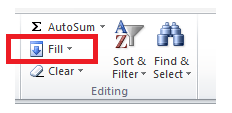 Σ AutoSum
Fill
Clear
A
Z
Sort &
Filter
Find &
Select
Editing